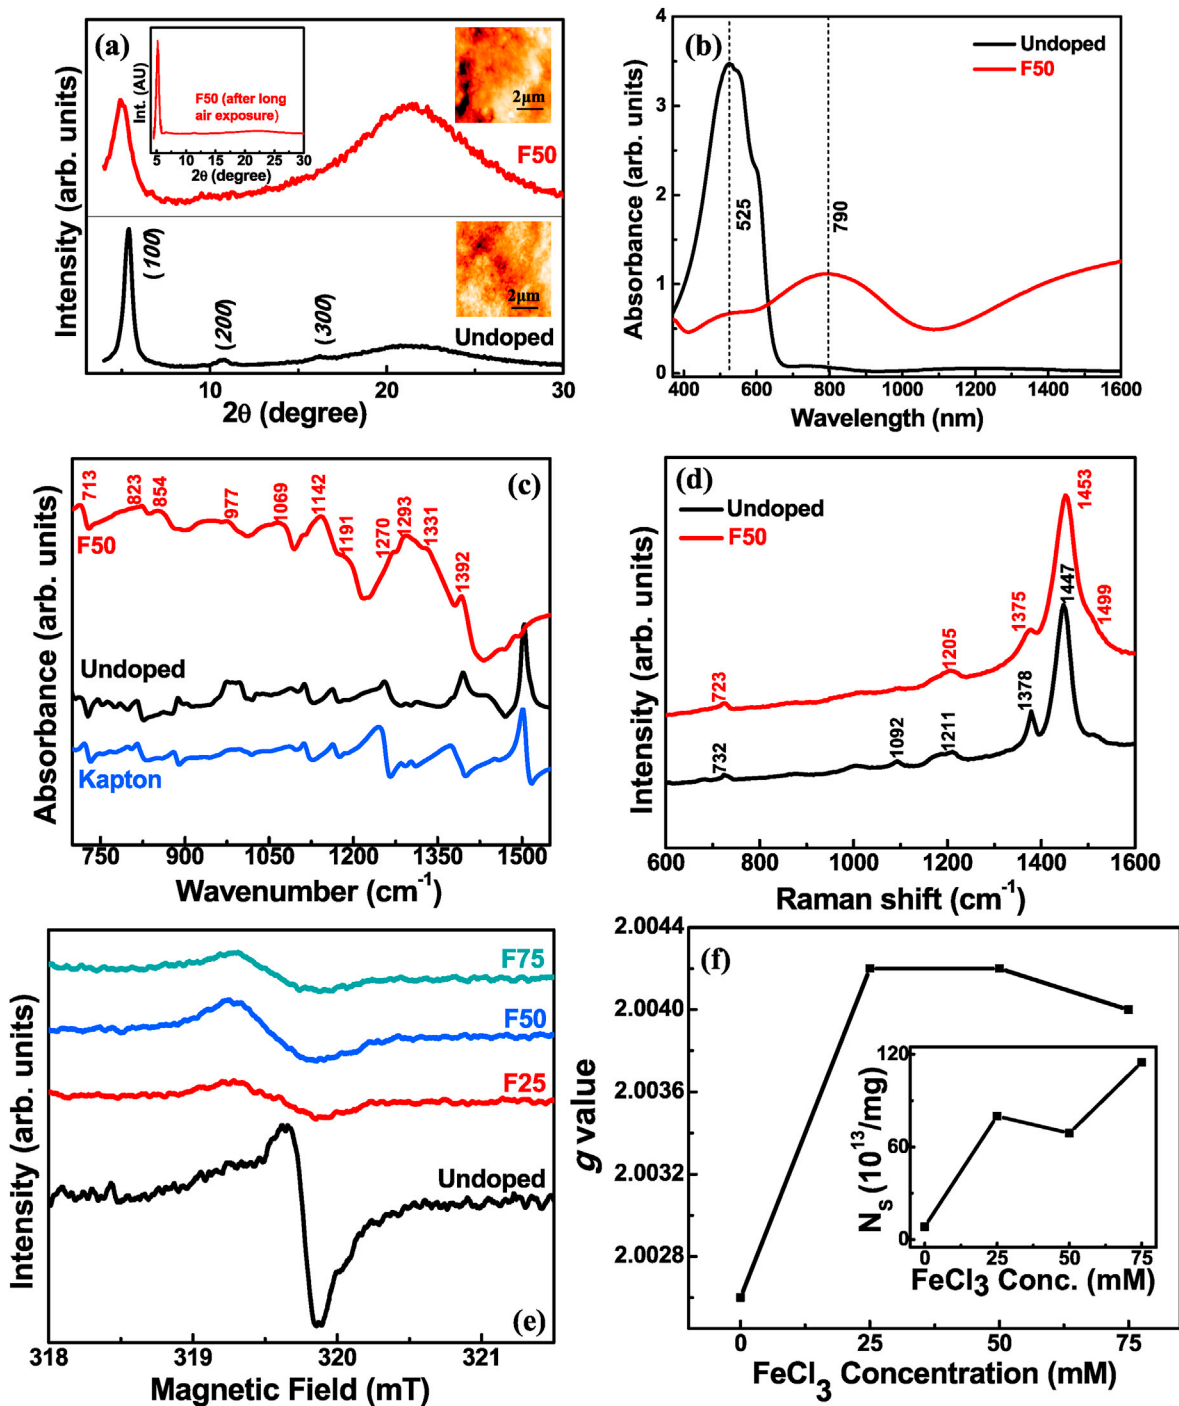 (a)
Int. (AU)
F50 (after long
air exposure)
5 10 15 20 25 30
2θ (degree)
2μm
F50
Intensity (arb. units)
(100)
(200)
(300)
2μm
Undoped
10 20 30
2θ (degree)
(b)
Undoped
F50
Absorbance (arb. units)
4
3
2
1
0
525
790
400 600 800 1000 1200 1400 1600
Wavelength (nm)
(c)
713
823
854
977
1069
1142
1191
1270
1293
1331
1392
F50
Undoped
Kapton
Absorbance (arb. units)
750 900 1050 1200 1350 1500
Wavenumber (cm⁻¹)
(d)
Undoped
F50
Intensity (arb. units)
723
1205
1375
1453
1499
732
1092
1211
1378
1447
600 800 1000 1200 1400 1600
Raman shift (cm⁻¹)
F75
F50
F25
Undoped
Intensity (arb. units)
(e)
318 319 320 321
Magnetic Field (mT)
(f)
2.0044
2.0040
2.0036
2.0032
2.0028
g value
120
60
0
Nₛ (10¹³/mg)
0 25 50 75
FeCl₃ Conc. (mM)
0 25 50 75
FeCl₃ Concentration (mM)